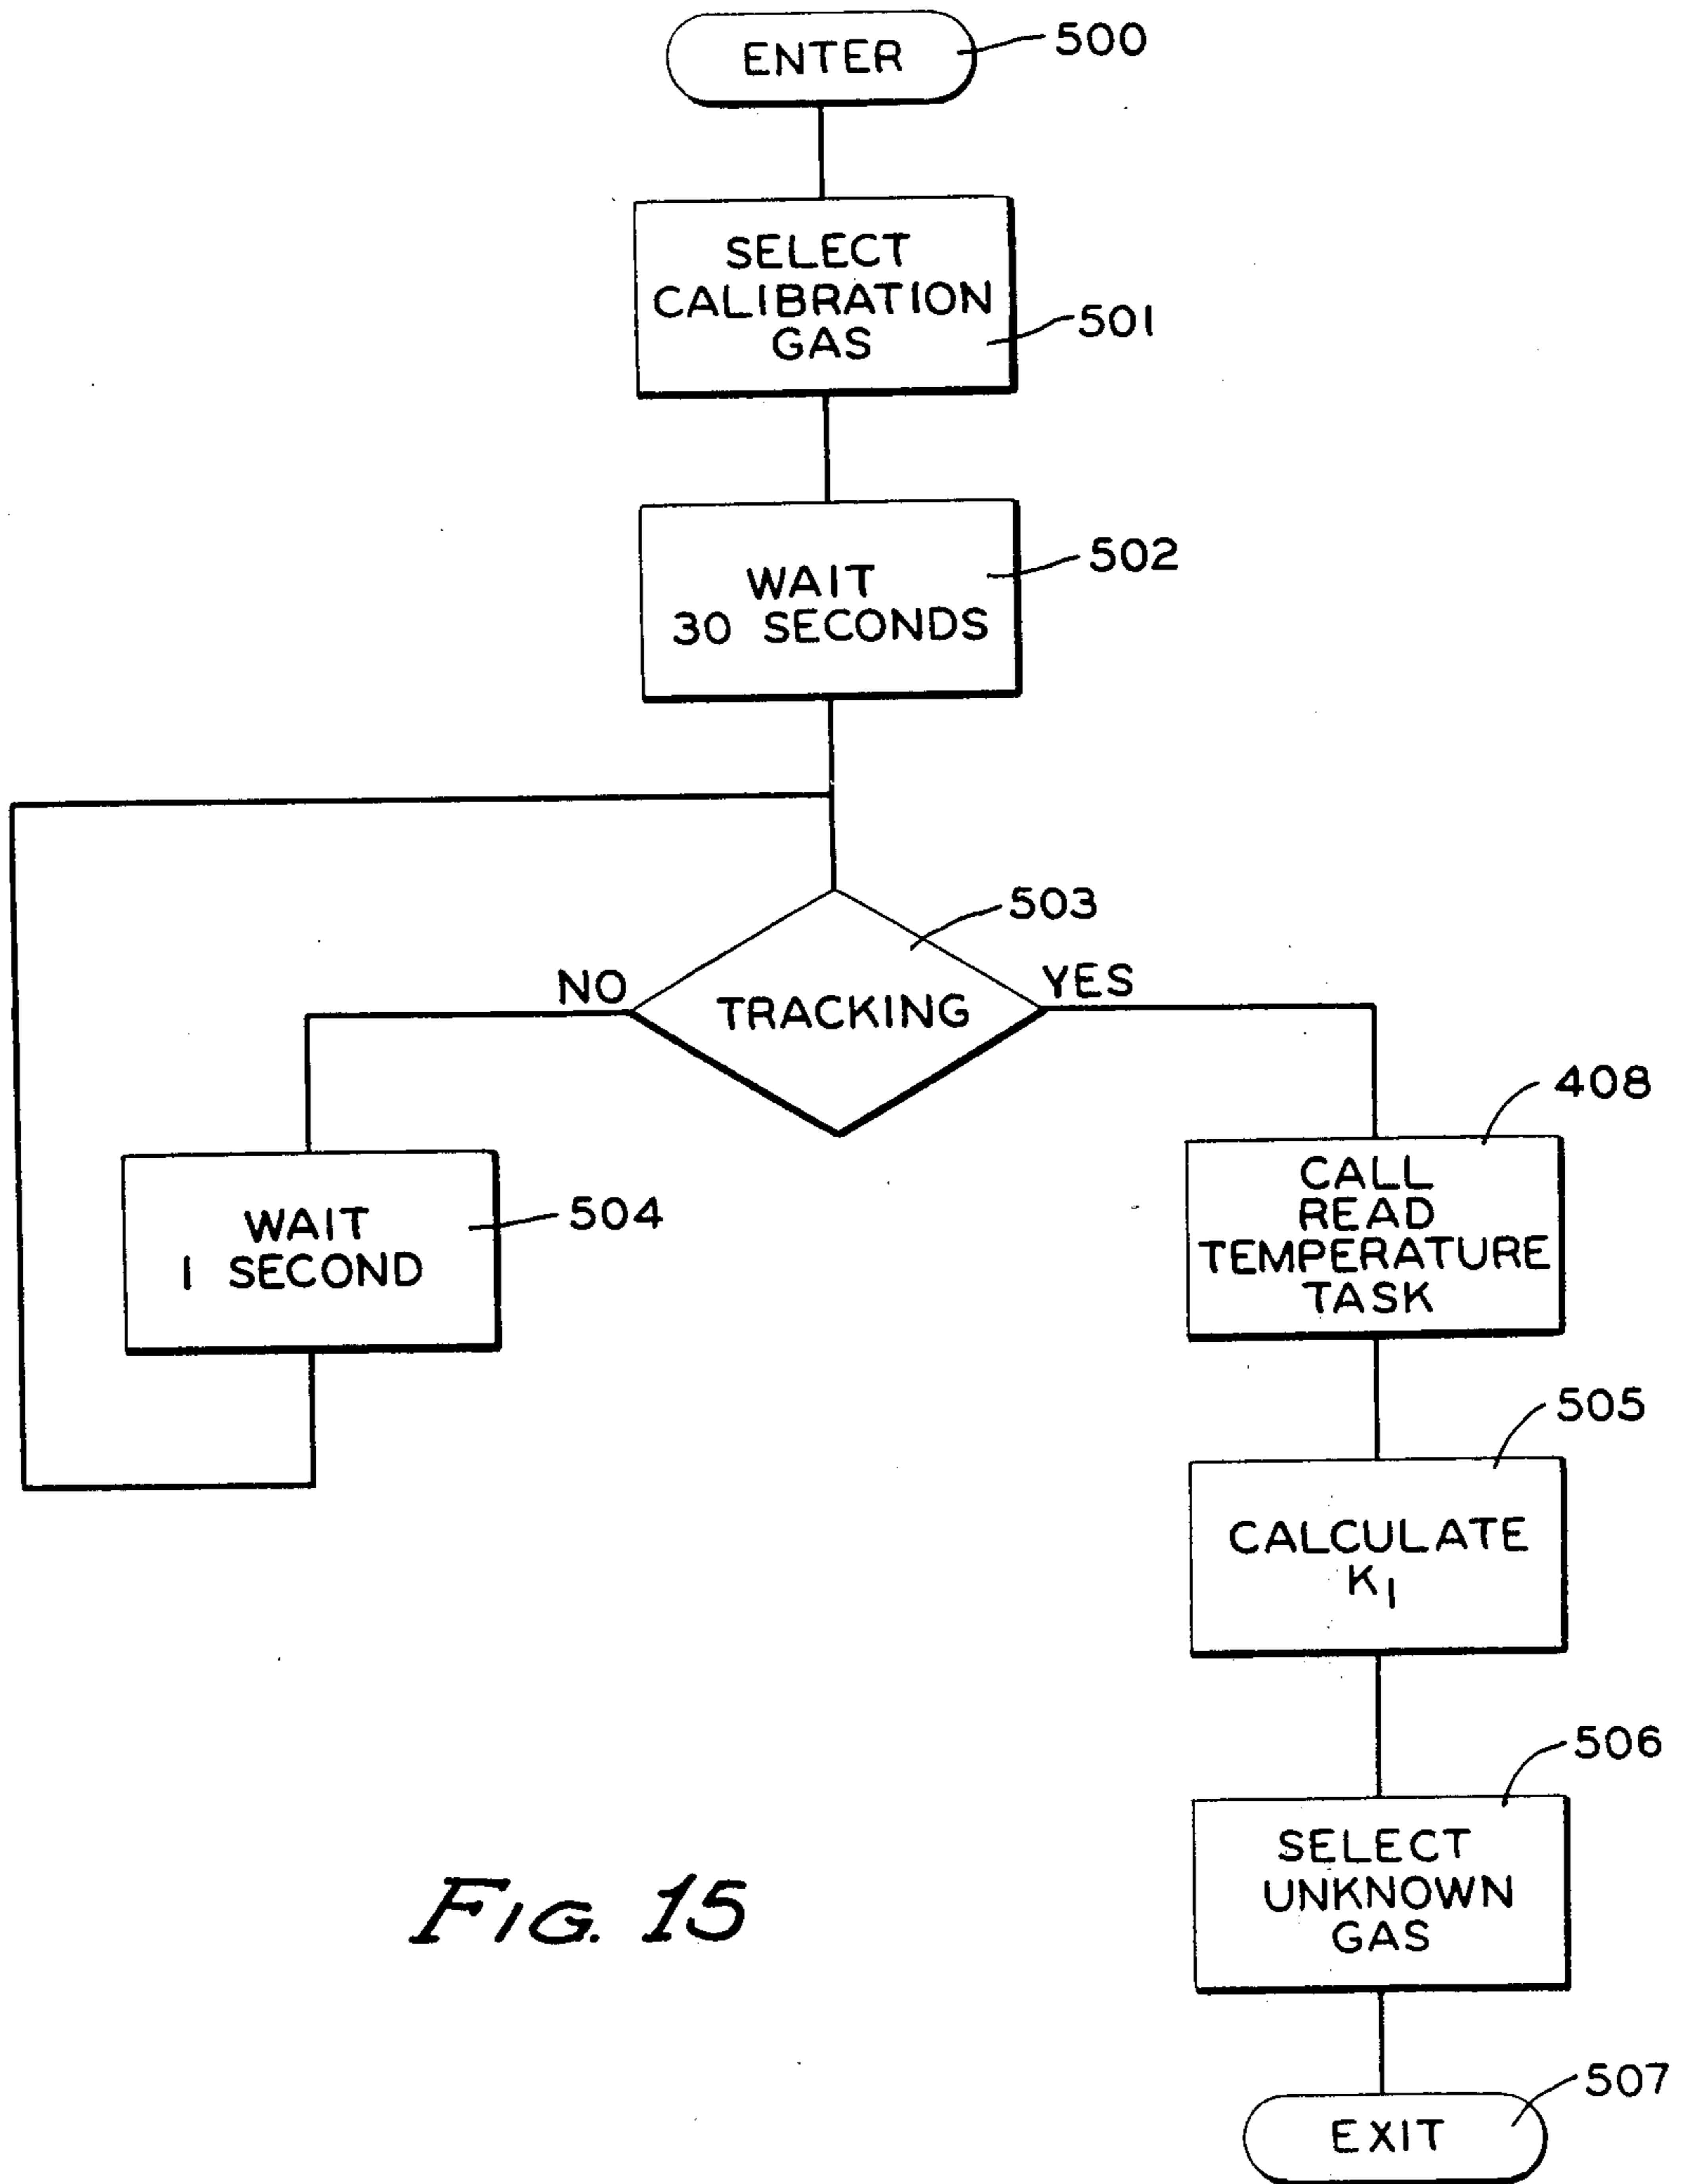 ENTER
500
SELECT
CALIBRATION
GAS
501
WAIT
30 SECONDS
502
503
NO
TRACKING
YES
408
CALL
READ
TEMPERATURE
TASK
WAIT
1 SECOND
504
505
CALCULATE
K1
506
SELECT
UNKNOWN
GAS
FIG. 15
507
EXIT